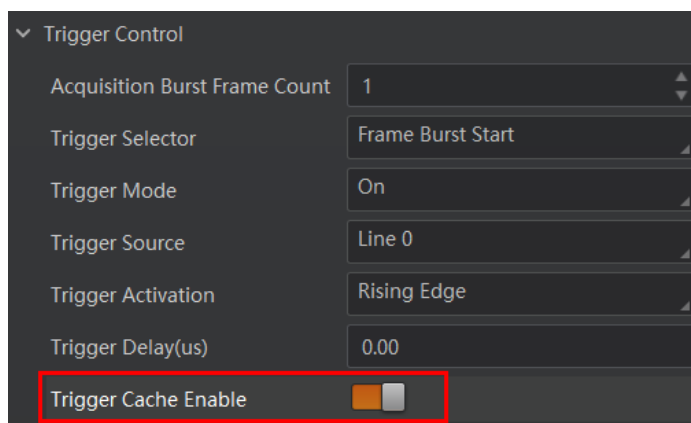 Trigger Control
Acquisition Burst Frame Count 1
Trigger Selector Frame Burst Start
Trigger Mode On
Trigger Source Line 0
Trigger Activation Rising Edge
Trigger Delay(us) 0.00
Trigger Cache Enable